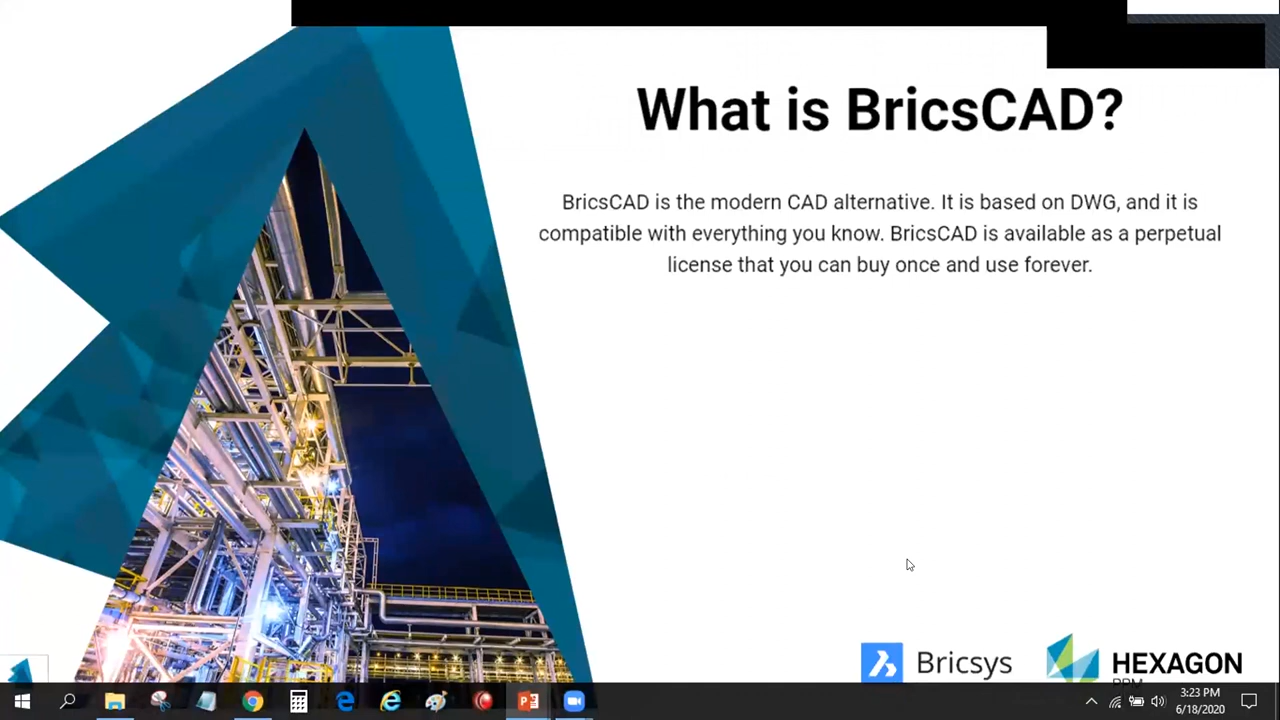 What is BricsCAD?
BricsCAD is the modern CAD alternative. It is based on DWG, and it is
compatible with everything you know. BricsCAD is available as a perpetual
license that you can buy once and use forever.
Bricsys
HEXAGON
PPM
3:23 PM
6/18/2020